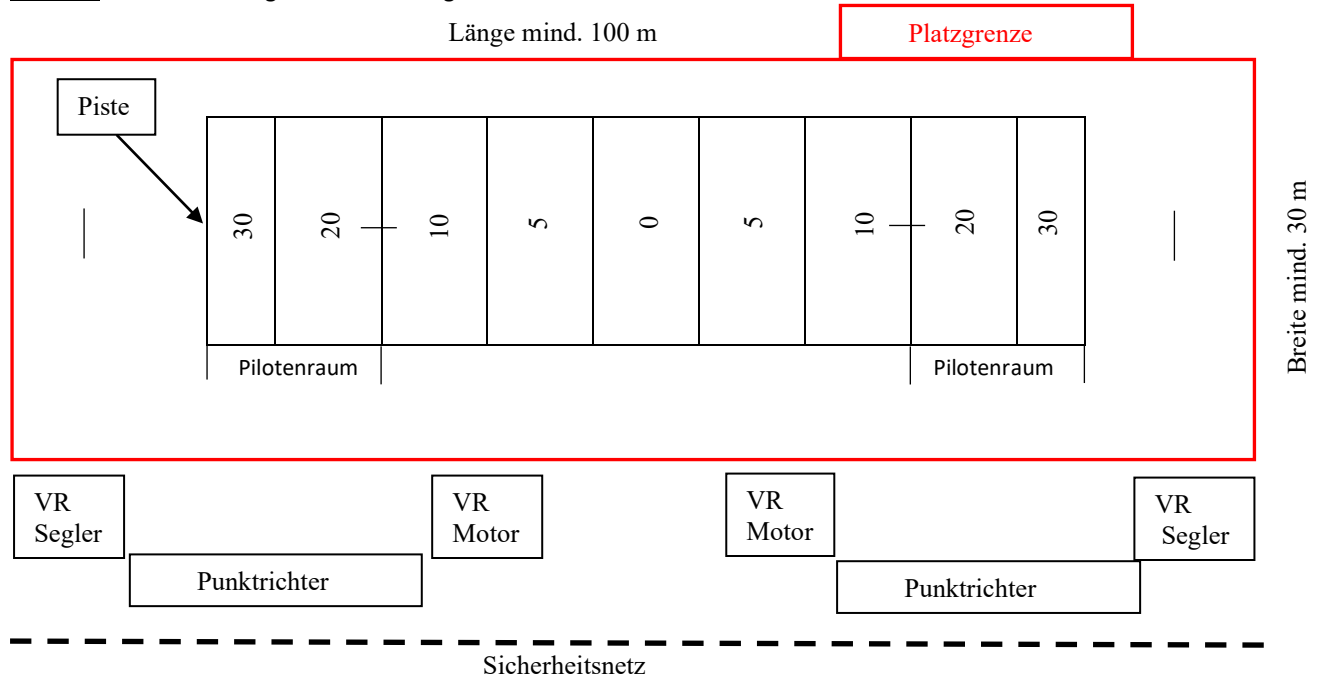 Länge mind. 100 m
Platzgrenze
Piste
30
20
10
5
0
5
10
20
30
Breite mind. 30 m
Pilotenraum
Pilotenraum
VR
Segler
VR
Motor
VR
Motor
VR
Segler
Punktrichter
Punktrichter
Sicherheitsnetz